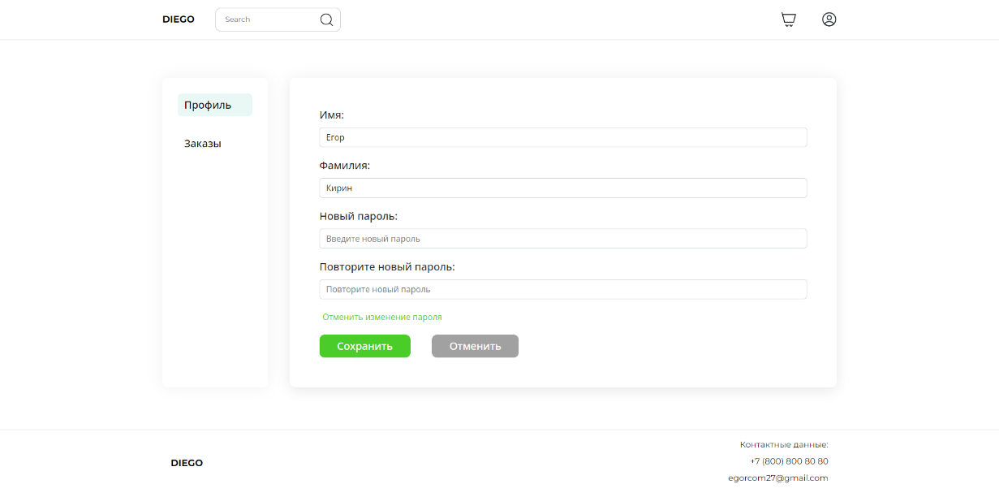 DIEGO
Search
Профиль
Заказы
Имя:
Егор
Фамилия:
Кирин
Новый пароль:
Введите новый пароль
Повторите новый пароль:
Повторите новый пароль
Отменить изменение пароля
Сохранить
Отменить
DIEGO
Контактные данные:
+7 (800) 800 80 80
egorcom27@gmail.com